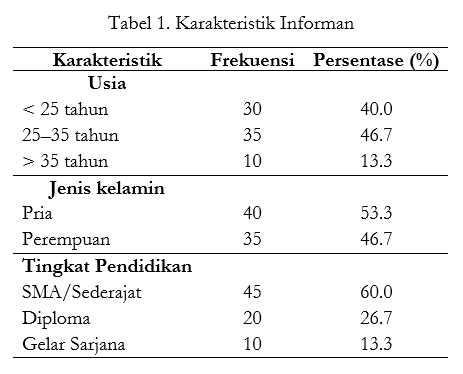 Tabel 1. Karakteristik Informan
Karakteristik Frekuensi Persentase (%)
Usia
< 25 tahun 30 40.0
25–35 tahun 35 46.7
> 35 tahun 10 13.3
Jenis kelamin
Pria 40 53.3
Perempuan 35 46.7
Tingkat Pendidikan
SMA/Sederajat 45 60.0
Diploma 20 26.7
Gelar Sarjana 10 13.3